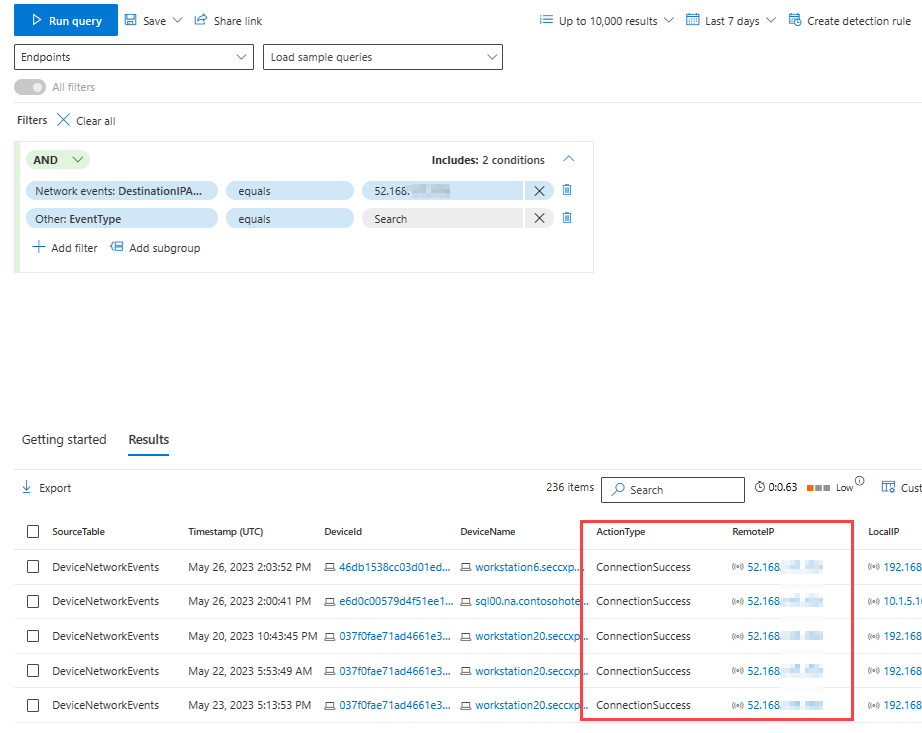 Run query Save Share link Up to 10,000 results Last 7 days Create detection rule
Endpoints Load sample queries
All filters
Filters Clear all
AND Includes: 2 conditions
Network events: DestinationIPA... equals 52.168.
Other: EventType equals Search
Add filter Add subgroup
Getting started Results
Export 236 items Search 0:0.63 Low Cust
SourceTable Timestamp (UTC) DeviceId DeviceName ActionType RemoteIP LocalIP
DeviceNetworkEvents May 26, 2023 2:03:52 PM 46db1538cc03d01ed... workstation6.seccxp... ConnectionSuccess 52.168. 192.168
DeviceNetworkEvents May 26, 2023 2:00:41 PM e6d0c00579d4f51ee1... sql00.na.contosohote... ConnectionSuccess 52.168. 10.1.5.10
DeviceNetworkEvents May 20, 2023 10:43:45 PM 037f0fae71ad4661e3... workstation20.seccxp... ConnectionSuccess 52.168. 192.168
DeviceNetworkEvents May 22, 2023 5:53:49 AM 037f0fae71ad4661e3... workstation20.seccxp... ConnectionSuccess 52.168. 192.168
DeviceNetworkEvents May 23, 2023 5:13:53 PM 037f0fae71ad4661e3... workstation20.seccxp... ConnectionSuccess 52.168. 192.168